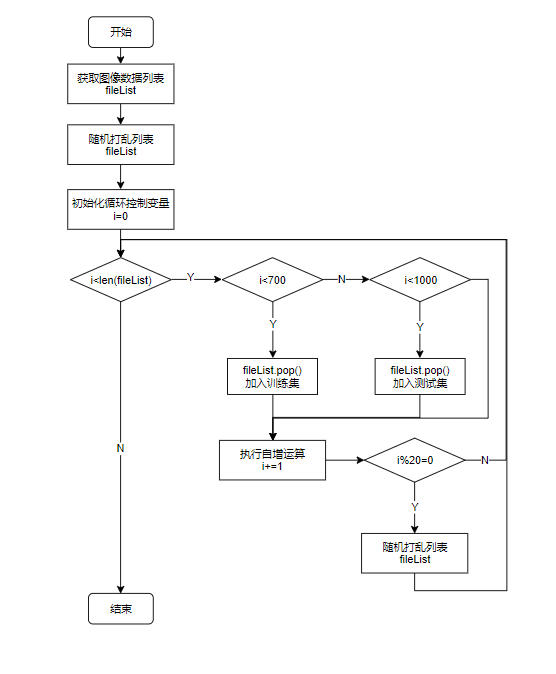 开始
获取图像数据列表
fileList
随机打乱列表
fileList
初始化循环控制变量
i=0
i<len(fileList)
Y
i<700
N
i<1000
Y
Y
fileList.pop()
加入训练集
fileList.pop()
加入测试集
N
执行自增运算
i+=1
i%20=0
N
Y
随机打乱列表
fileList
结束